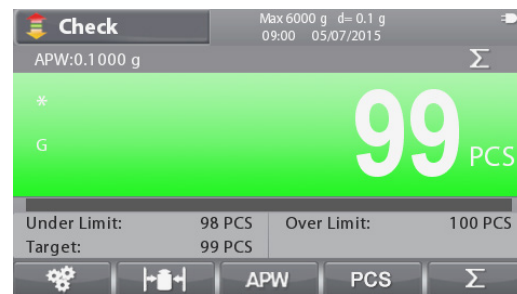 Check
Max 6000 g d= 0.1 g
09:00 05/07/2015
APW:0.1000 g Σ
*
G
99 PCS
Under Limit: 98 PCS Over Limit: 100 PCS
Target: 99 PCS
APW PCS Σ